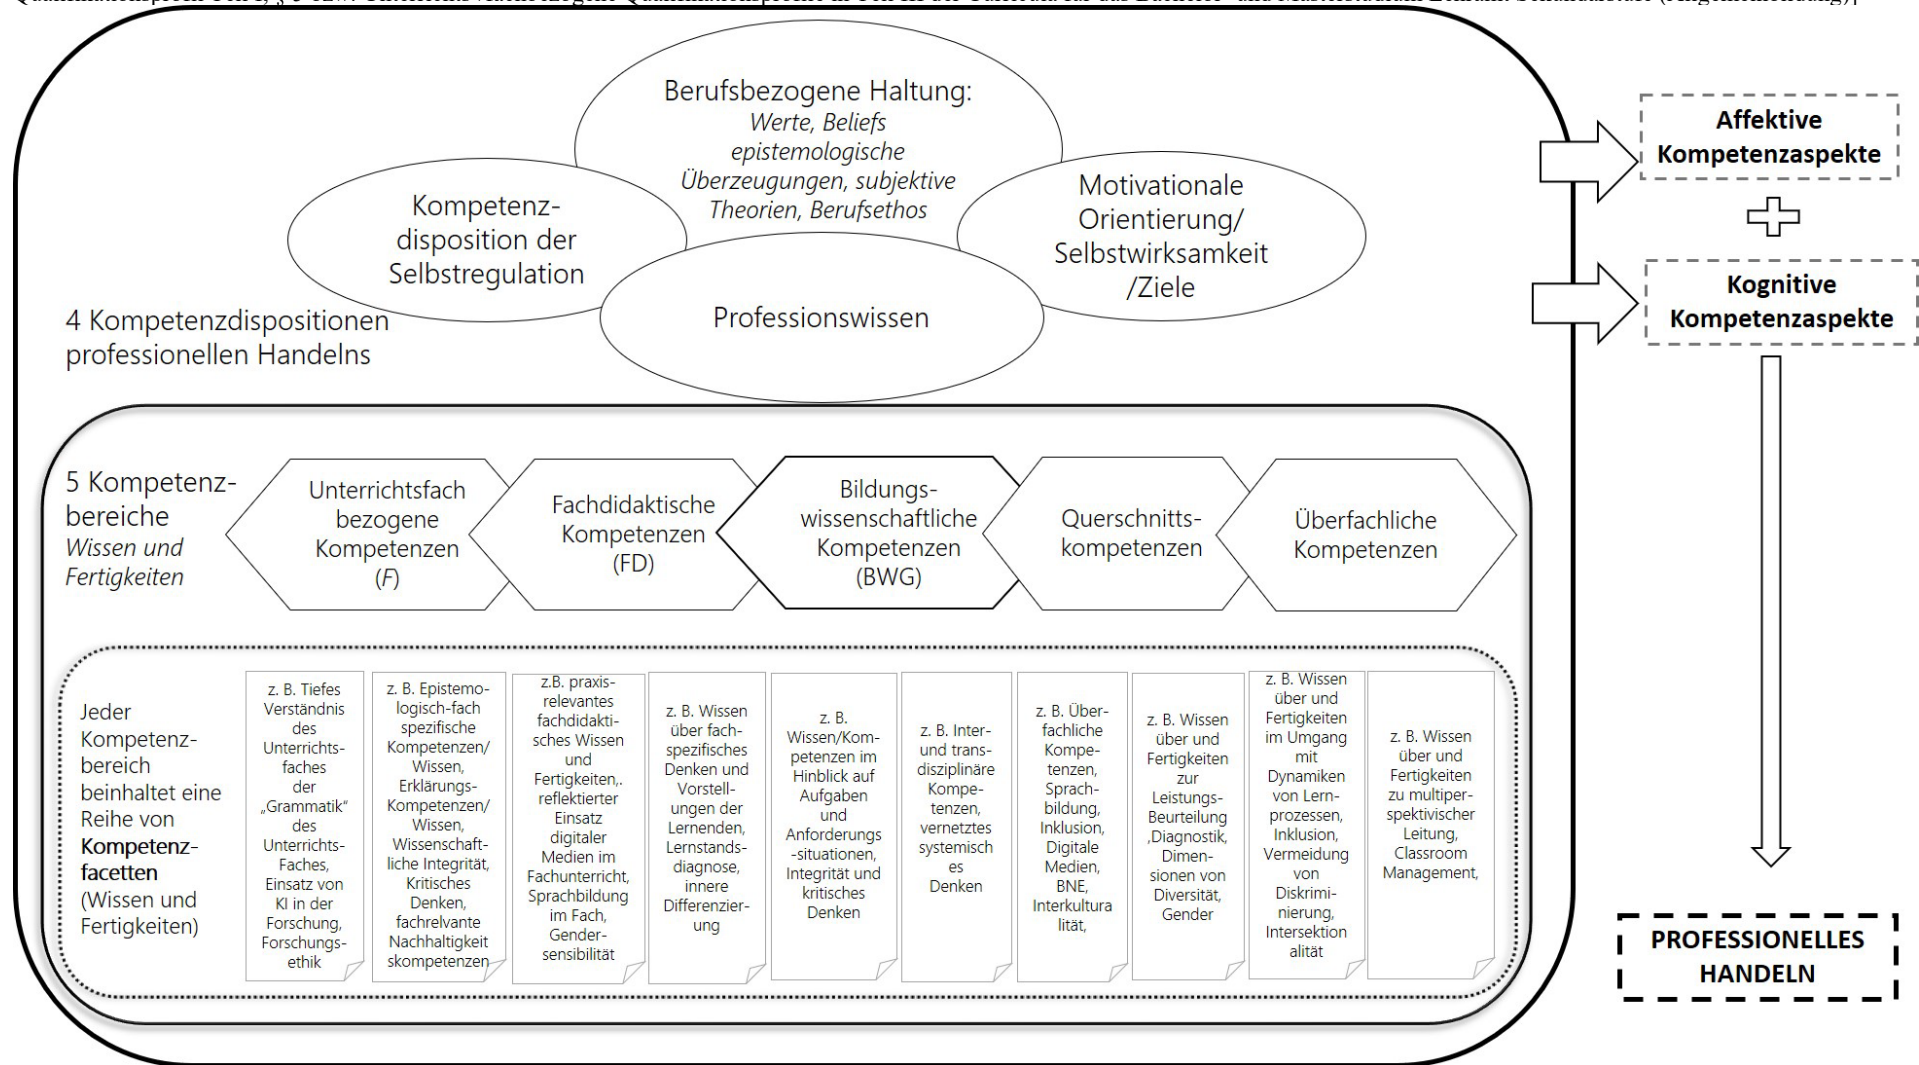 Berufsbezogene Haltung:
Werte, Beliefs
epistemologische
Überzeugungen, subjektive
Theorien, Berufsethos
Kompetenz-
disposition der
Selbstregulation
Motivationale
Orientierung/
Selbstwirksamkeit
/Ziele
Professionswissen
4 Kompetenzdispositionen
professionellen Handelns
Affektive
Kompetenzaspekte
Kognitive
Kompetenzaspekte
5 Kompetenz-
bereiche
Wissen und
Fertigkeiten
Unterrichtsfach
bezogene
Kompetenzen
(F)
Fachdidaktische
Kompetenzen
(FD)
Bildungs-
wissenschaftliche
Kompetenzen
(BWG)
Querschnitts-
kompetenzen
Überfachliche
Kompetenzen
Jeder
Kompetenz-
bereich
beinhaltet eine
Reihe von
Kompetenz-
facetten
(Wissen und
Fertigkeiten)
z. B. Tiefes
Verständnis
des
Unterrichts-
faches
der
„Grammatik“
des
Unterrichts-
Faches,
Einsatz von
KI in der
Forschung,
Forschungs-
ethik
z. B. Epistemo-
logisch-fach
spezifische
Kompetenzen/
Wissen,
Erklärungs-
Kompetenzen/
Wissen,
Wissenschaft-
liche Integrität,
Kritisches
Denken,
fachrelvante
Nachhaltigkeit
skompetenzen
z.B. praxis-
relevantes
fachdidakti-
sches Wissen
und
Fertigkeiten,.
reflektierter
Einsatz
digitaler
Medien im
Fachunterricht,
Sprachbildung
im Fach,
Gender-
sensibilität
z. B. Wissen
über fach-
spezifisches
Denken und
Vorstell-
ungen der
Lernenden,
Lernstands-
diagnose,
innere
Differenzier-
ung
z. B.
Wissen/Kom-
petenzen im
Hinblick auf
Aufgaben
und
Anforderungs
-situationen,
Integrität und
kritisches
Denken
z. B. Inter-
und trans-
disziplinäre
Kompe-
tenzen,
vernetztes
systemisch
es
Denken
z. B. Über-
fachliche
Kompe-
tenzen,
Sprach-
bildung,
Inklusion,
Digitale
Medien,
BNE,
Interkultura
lität,
z. B. Wissen
über und
Fertigkeiten
zur
Leistungs-
Beurteilung
,Diagnostik,
Dimen-
sionen von
Diversität,
Gender
z. B. Wissen
über und
Fertigkeiten
im Umgang
mit
Dynamiken
von Lern-
prozessen,
Inklusion,
Vermeidung
von
Diskrimi-
nierung,
Intersektion
alität
z. B. Wissen
über und
Fertigkeiten
zu multiper-
spektivischer
Leitung,
Classroom
Management,
PROFESSIONELLES
HANDELN